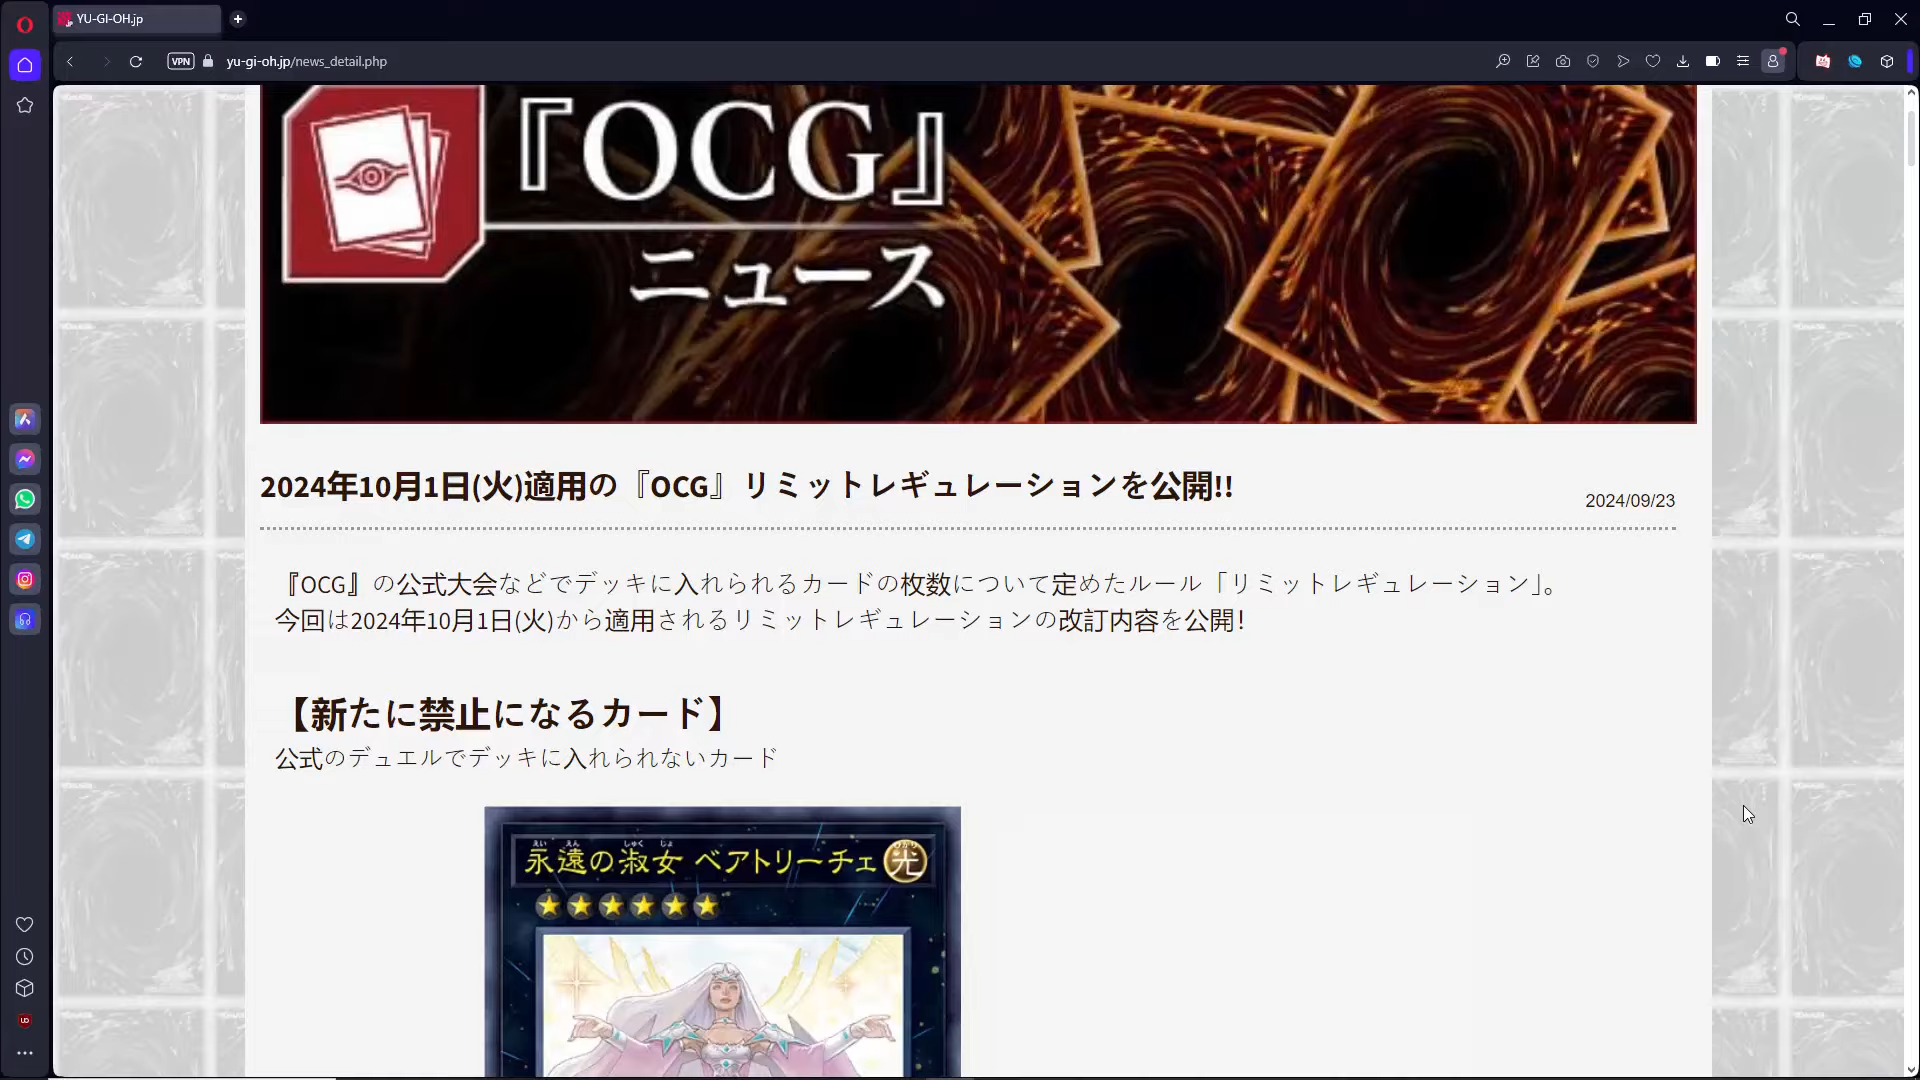 YU-GI-OH.jp
VPN
yu-gi-oh.jp/news_detail.php
『OCG』
ニュース
2024年10月1日(火)適用の『OCG』リミットレギュレーションを公開!!
2024/09/23
『OCG』の公式大会などでデッキに入れられるカードの枚数について定めたルール「リミットレギュレーション」。
今回は2024年10月1日(火)から適用されるリミットレギュレーションの改訂内容を公開！
【新たに禁止になるカード】
公式のデュエルでデッキに入れられないカード
永遠の淑女 ベアトリーチェ
光